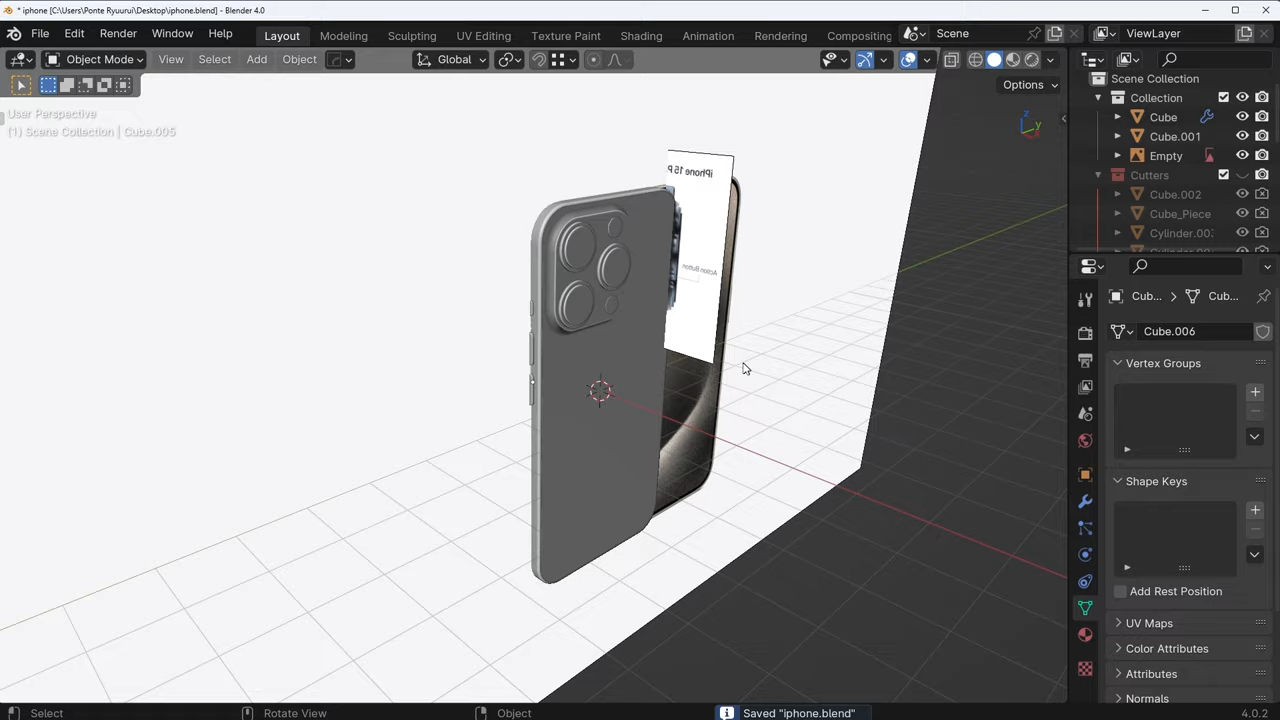 * iphone [C:\Users\Ponte Ryuurui\Desktop\iphone.blend] - Blender 4.0
File Edit Render Window Help Layout Modeling Sculpting UV Editing Texture Paint Shading Animation Rendering Compositing Scene ViewLayer
Object Mode View Select Add Object Global
Options
User Perspective
(1) Scene Collection | Cube.005
Z
Y
iPhone 15 P
Action Button
Scene Collection
Collection
Cube
Cube.001
Empty
Cutters
Cube.002
Cube_Piece
Cylinder.00
Cub... Cub...
Cube.006
Vertex Groups
Shape Keys
Add Rest Position
UV Maps
Color Attributes
Attributes
Normals
Select Rotate View Object Saved "iphone.blend" 4.0.2